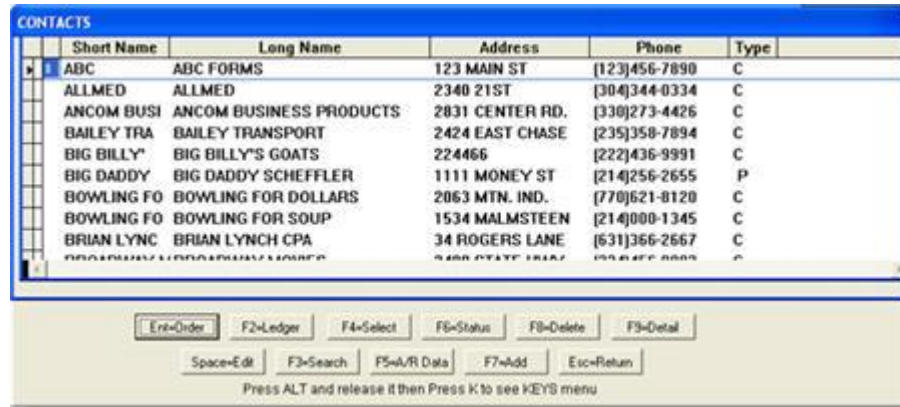 CONTACTS
Short Name Long Name Address Phone Type
ABC ABC FORMS 123 MAIN ST (123)456-7890 C
ALLMED ALLMED 2340 21ST (304)344-0334 C
ANCOM BUSI ANCOM BUSINESS PRODUCTS 2831 CENTER RD. (330)273-4426 C
BAILEY TRA BAILEY TRANSPORT 2424 EAST CHASE (235)358-7894 C
BIG BILLY' BIG BILLY'S GOATS 224466 (222)436-9991 C
BIG DADDY BIG DADDY SCHEFFLER 1111 MONEY ST (214)256-2655 P
BOWLING FO BOWLING FOR DOLLARS 2063 MTN. IND. (770)621-8120 C
BOWLING FO BOWLING FOR SOUP 1534 MALMSTEEN (214)000-1345 C
BRIAN LYNC BRIAN LYNCH CPA 34 ROGERS LANE (631)366-2667 C
Ent=Order F2=Ledger F4=Select F6=Status F8=Delete F9=Detail
Space=Edit F3=Search F5=A/R Data F7=Add Esc=Return
Press ALT and release it then Press K to see KEYS menu